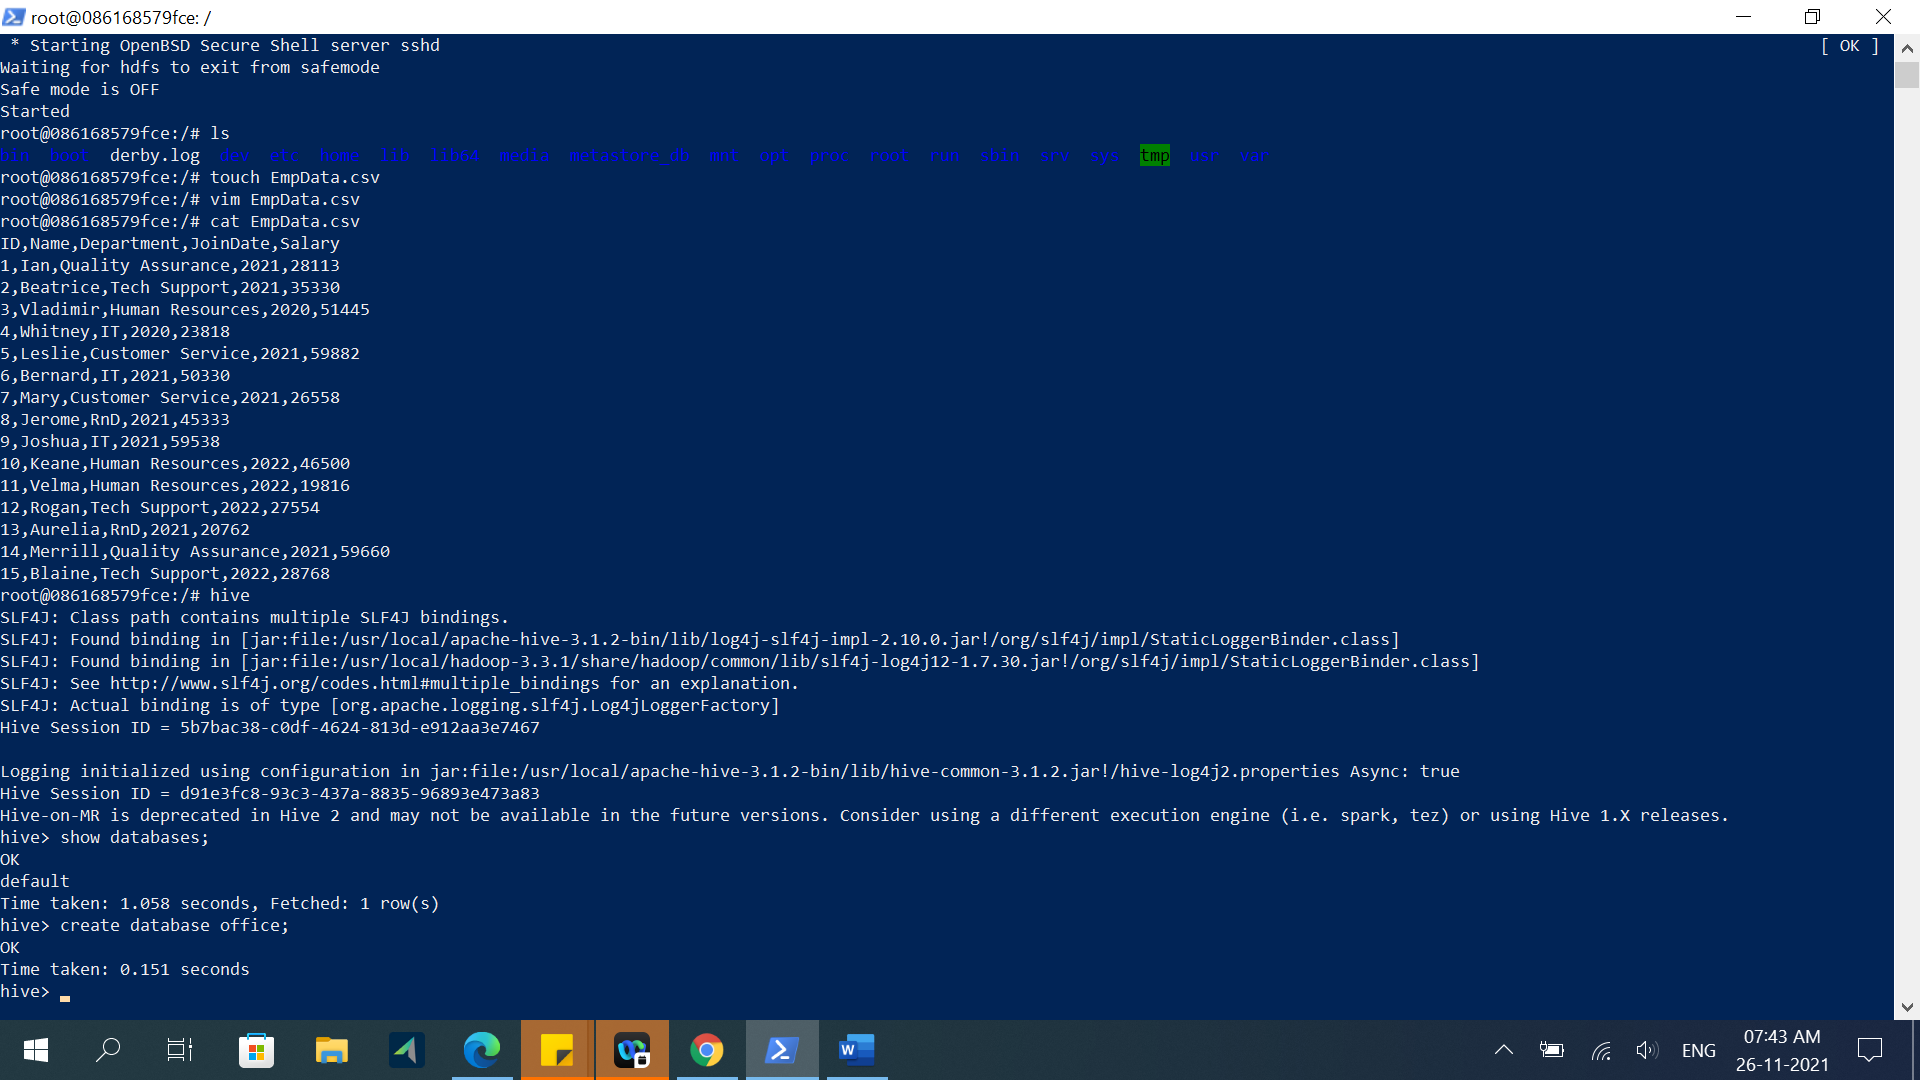 root@086168579fce: /
 * Starting OpenBSD Secure Shell server sshd [ OK ]
Waiting for hdfs to exit from safemode
Safe mode is OFF
Started
root@086168579fce:/# ls
bin boot derby.log dev etc home lib lib64 media metastore_db mnt opt proc root run sbin srv sys tmp usr var
root@086168579fce:/# touch EmpData.csv
root@086168579fce:/# vim EmpData.csv
root@086168579fce:/# cat EmpData.csv
ID,Name,Department,JoinDate,Salary
1,Ian,Quality Assurance,2021,28113
2,Beatrice,Tech Support,2021,35330
3,Vladimir,Human Resources,2020,51445
4,Whitney,IT,2020,23818
5,Leslie,Customer Service,2021,59882
6,Bernard,IT,2021,50330
7,Mary,Customer Service,2021,26558
8,Jerome,RnD,2021,45333
9,Joshua,IT,2021,59538
10,Keane,Human Resources,2022,46500
11,Velma,Human Resources,2022,19816
12,Rogan,Tech Support,2022,27554
13,Aurelia,RnD,2021,20762
14,Merrill,Quality Assurance,2021,59660
15,Blaine,Tech Support,2022,28768
root@086168579fce:/# hive
SLF4J: Class path contains multiple SLF4J bindings.
SLF4J: Found binding in [jar:file:/usr/local/apache-hive-3.1.2-bin/lib/log4j-slf4j-impl-2.10.0.jar!/org/slf4j/impl/StaticLoggerBinder.class]
SLF4J: Found binding in [jar:file:/usr/local/hadoop-3.3.1/share/hadoop/common/lib/slf4j-log4j12-1.7.30.jar!/org/slf4j/impl/StaticLoggerBinder.class]
SLF4J: See http://www.slf4j.org/codes.html#multiple_bindings for an explanation.
SLF4J: Actual binding is of type [org.apache.logging.slf4j.Log4jLoggerFactory]
Hive Session ID = 5b7bac38-c0df-4624-813d-e912aa3e7467
Logging initialized using configuration in jar:file:/usr/local/apache-hive-3.1.2-bin/lib/hive-common-3.1.2.jar!/hive-log4j2.properties Async: true
Hive Session ID = d91e3fc8-93c3-437a-8835-96893e473a83
Hive-on-MR is deprecated in Hive 2 and may not be available in the future versions. Consider using a different execution engine (i.e. spark, tez) or using Hive 1.X releases.
hive> show databases;
OK
default
Time taken: 1.058 seconds, Fetched: 1 row(s)
hive> create database office;
OK
Time taken: 0.151 seconds
hive>
ENG
07:43 AM
26-11-2021